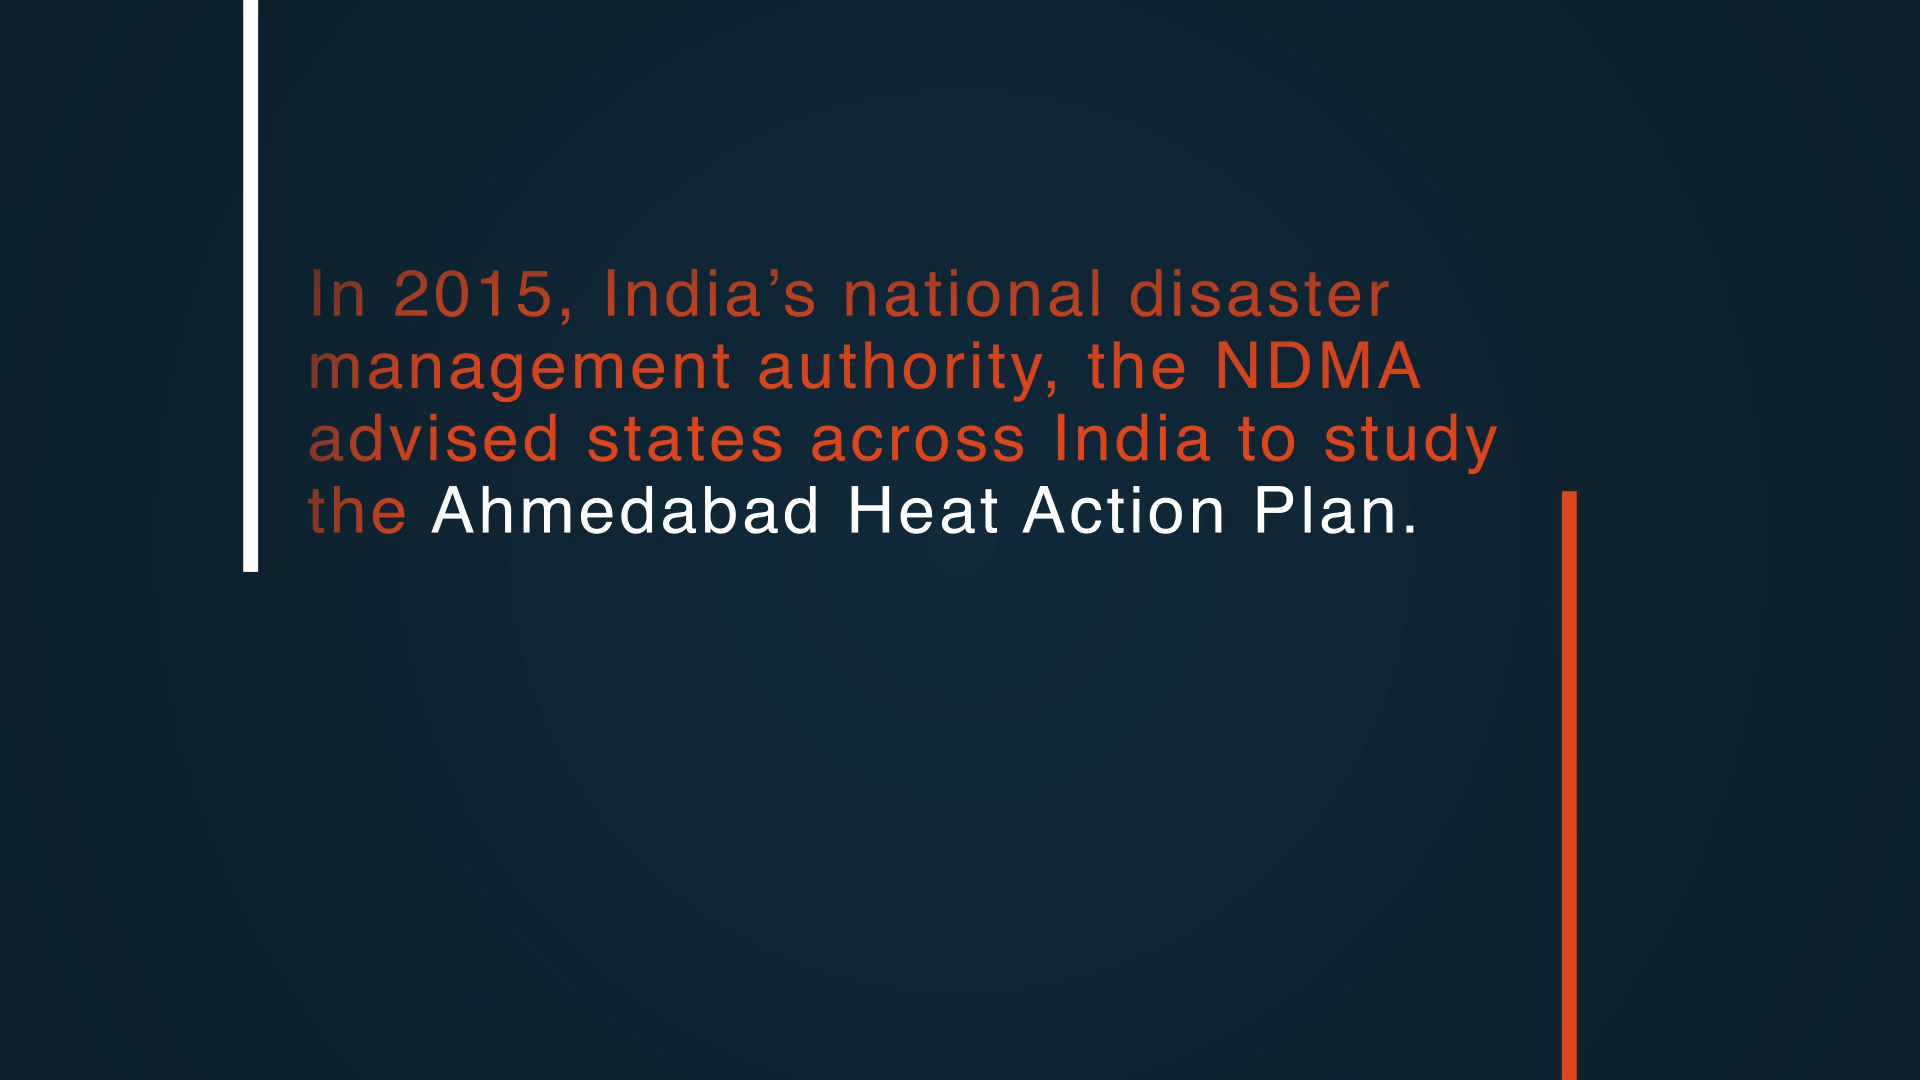 In 2015, India’s national disaster
management authority, the NDMA
advised states across India to study
the Ahmedabad Heat Action Plan.